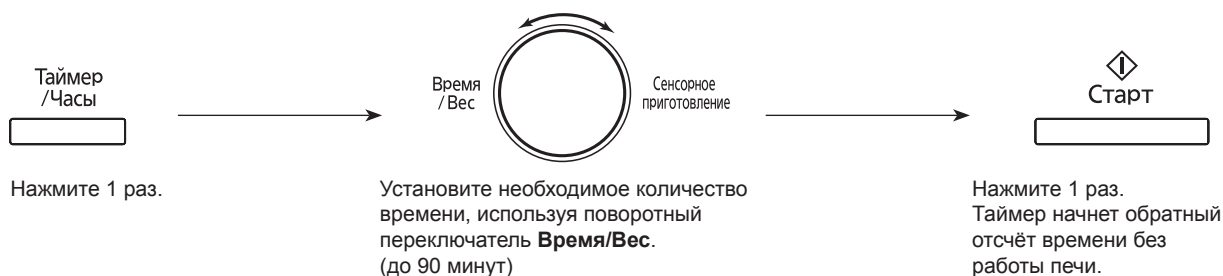 Таймер
/Часы
Нажмите 1 раз.
Время
/ Вес
Сенсорное
приготовление
Установите необходимое количество
времени, используя поворотный
переключатель Время/Вес.
(до 90 минут)
Старт
Нажмите 1 раз.
Таймер начнет обратный
отсчёт времени без
работы печи.